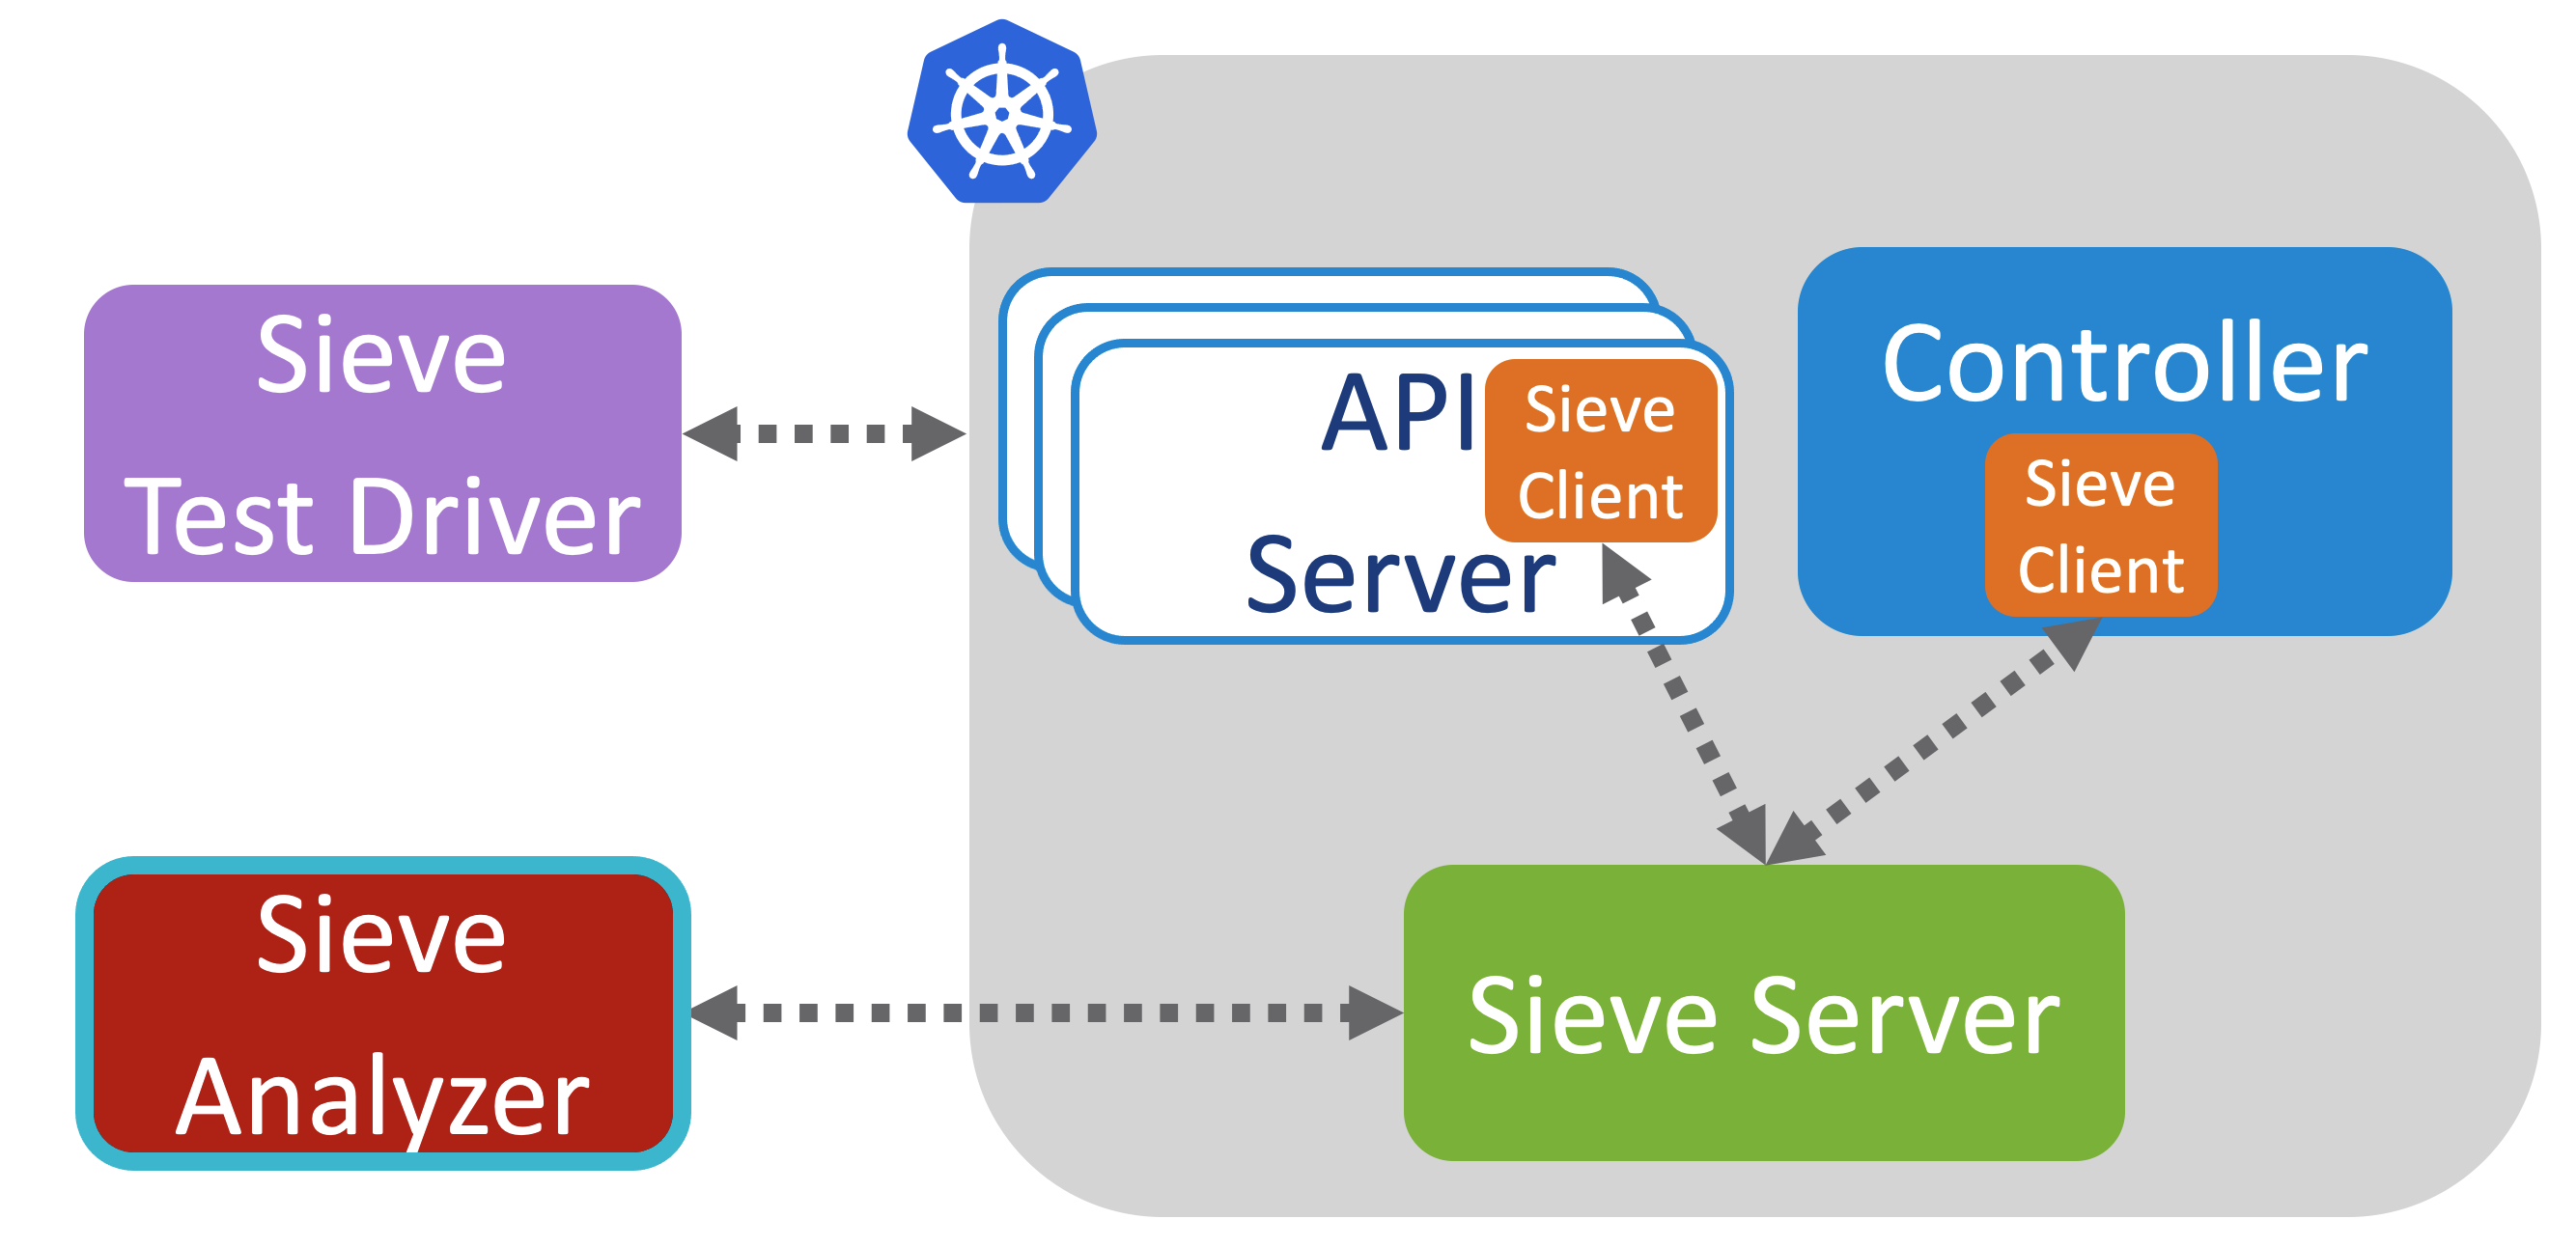 Sieve
Test Driver
API
Server
Sieve
Client
Controller
Sieve
Client
Sieve
Analyzer
Sieve Server